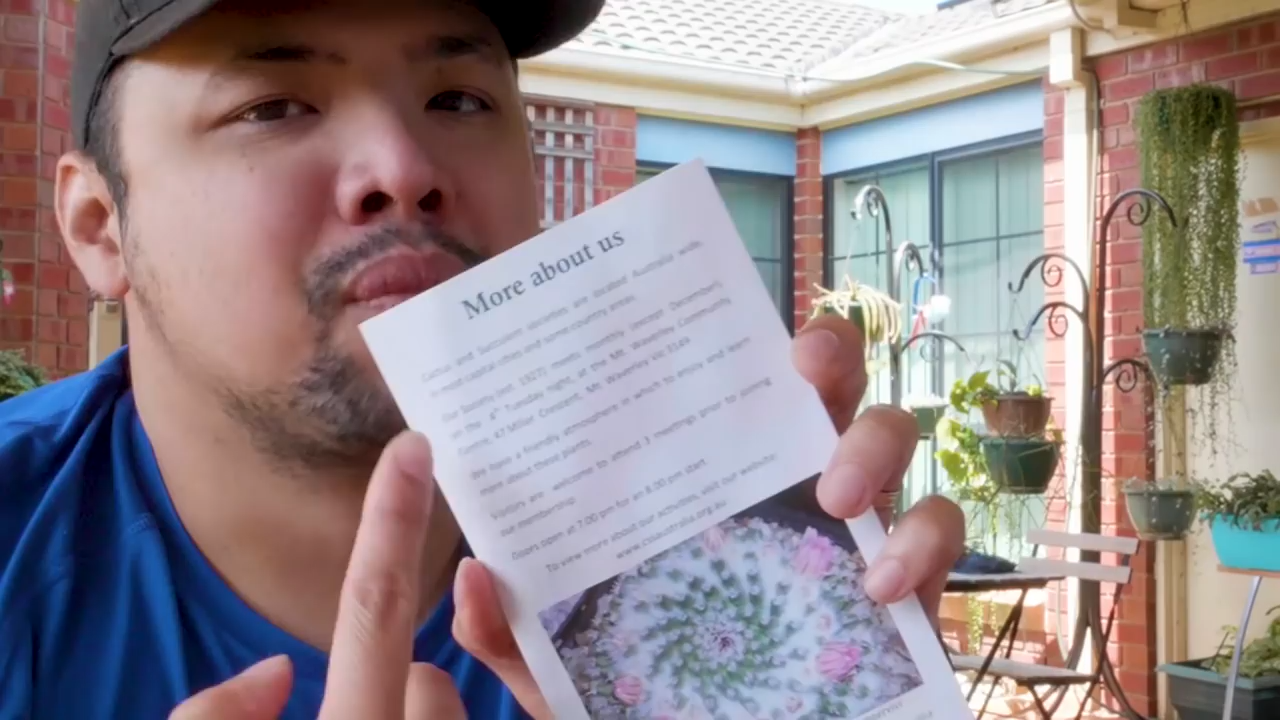 More about us
Cactus and Succulent societies are located Australia wide,
in most capital cities and some country areas.
The Society (est. 1927) meets monthly (except December),
on the 4th Tuesday night, at the Mt. Waverley Community
Centre, 47 Miller Crescent, Mt. Waverley Vic 3149
We have a friendly atmosphere in which to enjoy and learn
more about these plants.
Visitors are welcome to attend 3 meetings prior to joining
our membership.
Doors open at 7.00 pm for an 8.00 pm start.
To view more about our activities, visit our website:
www.cssaustralia.org.au